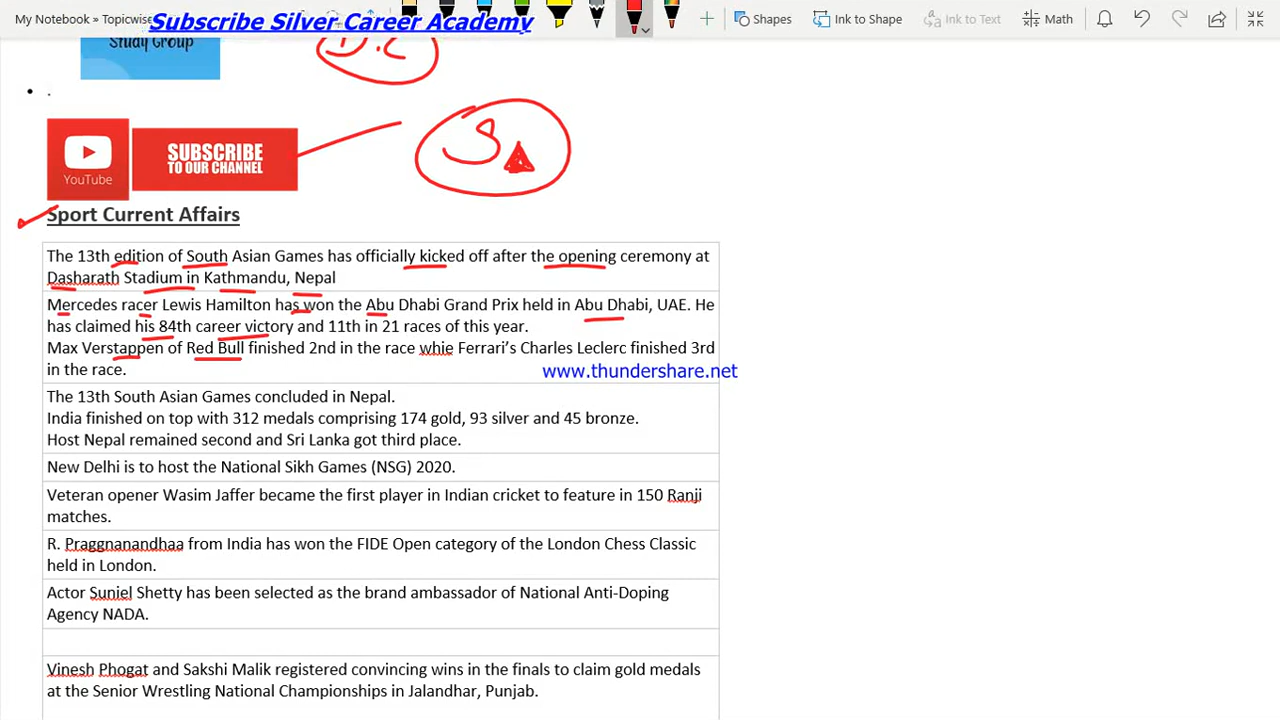 My Notebook » Topicwise
Subscribe Silver Career Academy
Shapes
Ink to Shape
Ink to Text
Math
Study Group
D.C
YouTube
SUBSCRIBE
TO OUR CHANNEL
S
Sport Current Affairs
The 13th edition of South Asian Games has officially kicked off after the opening ceremony at
Dasharath Stadium in Kathmandu, Nepal
Mercedes racer Lewis Hamilton has won the Abu Dhabi Grand Prix held in Abu Dhabi, UAE. He
has claimed his 84th career victory and 11th in 21 races of this year.
Max Verstappen of Red Bull finished 2nd in the race whie Ferrari's Charles Leclerc finished 3rd
in the race.
www.thundershare.net
The 13th South Asian Games concluded in Nepal.
India finished on top with 312 medals comprising 174 gold, 93 silver and 45 bronze.
Host Nepal remained second and Sri Lanka got third place.
New Delhi is to host the National Sikh Games (NSG) 2020.
Veteran opener Wasim Jaffer became the first player in Indian cricket to feature in 150 Ranji
matches.
R. Praggnanandhaa from India has won the FIDE Open category of the London Chess Classic
held in London.
Actor Suniel Shetty has been selected as the brand ambassador of National Anti-Doping
Agency NADA.
Vinesh Phogat and Sakshi Malik registered convincing wins in the finals to claim gold medals
at the Senior Wrestling National Championships in Jalandhar, Punjab.